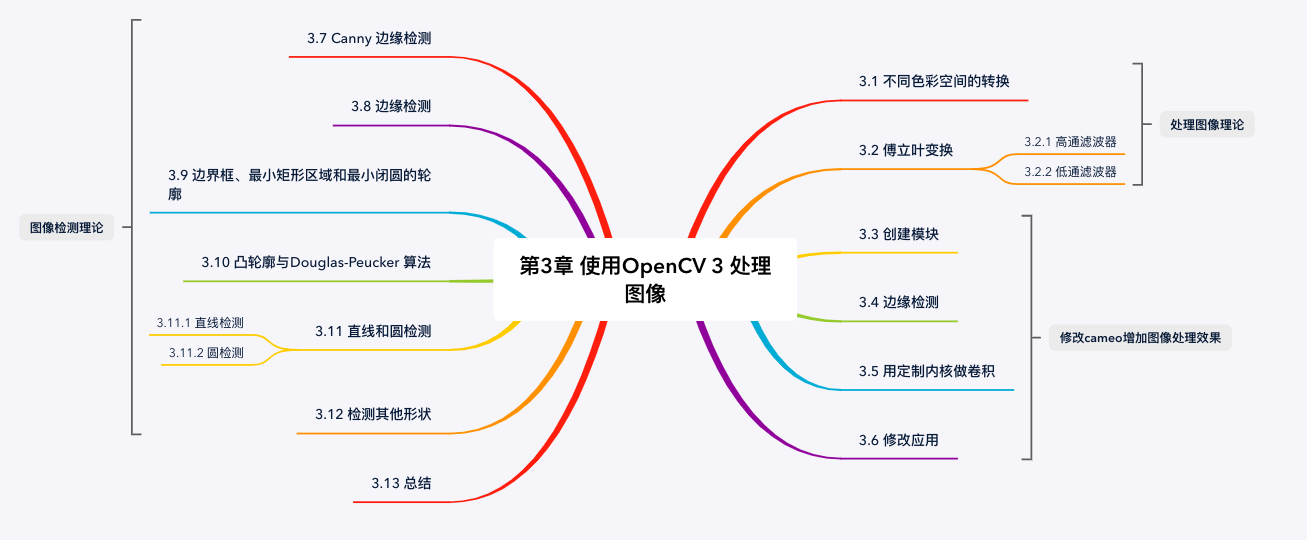 第3章 使用OpenCV 3 处理
图像
3.1 不同色彩空间的转换
3.2 傅立叶变换
3.2.1 高通滤波器
3.2.2 低通滤波器
处理图像理论
3.3 创建模块
3.4 边缘检测
3.5 用定制内核做卷积
3.6 修改应用
修改cameo增加图像处理效果
3.7 Canny 边缘检测
3.8 边缘检测
3.9 边界框、最小矩形区域和最小闭圆的轮
廓
3.10 凸轮廓与Douglas-Peucker 算法
3.11 直线和圆检测
3.11.1 直线检测
3.11.2 圆检测
3.12 检测其他形状
图像检测理论
3.13 总结